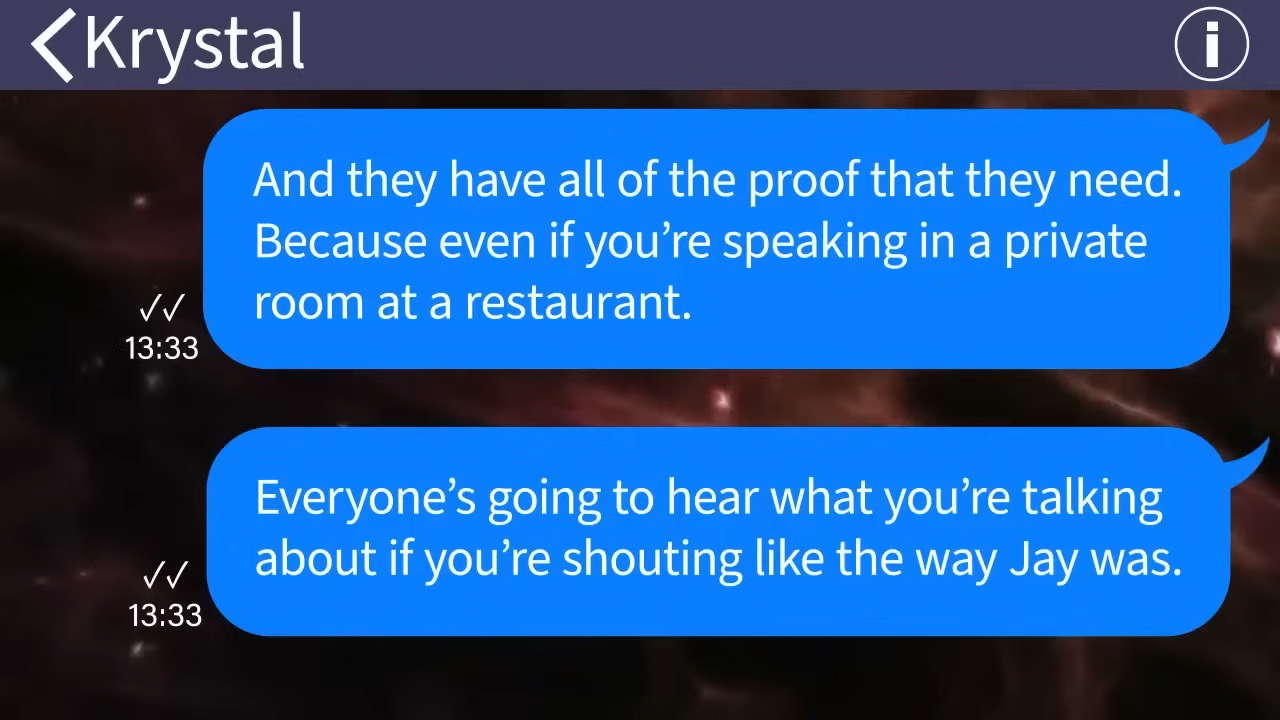 Krystal
And they have all of the proof that they need.
Because even if you’re speaking in a private
room at a restaurant.
13:33
Everyone’s going to hear what you’re talking
about if you’re shouting like the way Jay was.
13:33